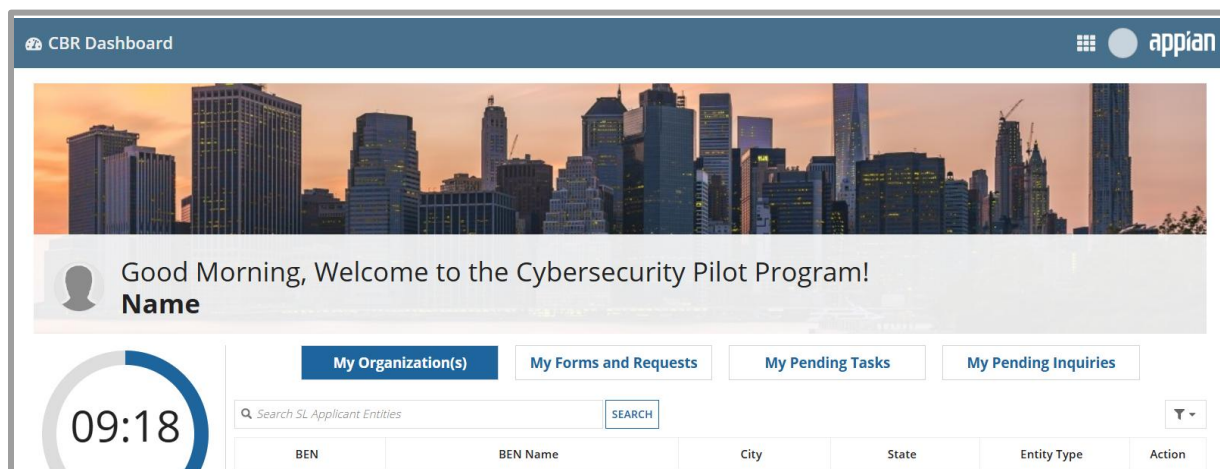 CBR Dashboard appian
Good Morning, Welcome to the Cybersecurity Pilot Program!
Name
My Organization(s) My Forms and Requests My Pending Tasks My Pending Inquiries
09:18
Search SL Applicant Entities SEARCH
BEN BEN Name City State Entity Type Action